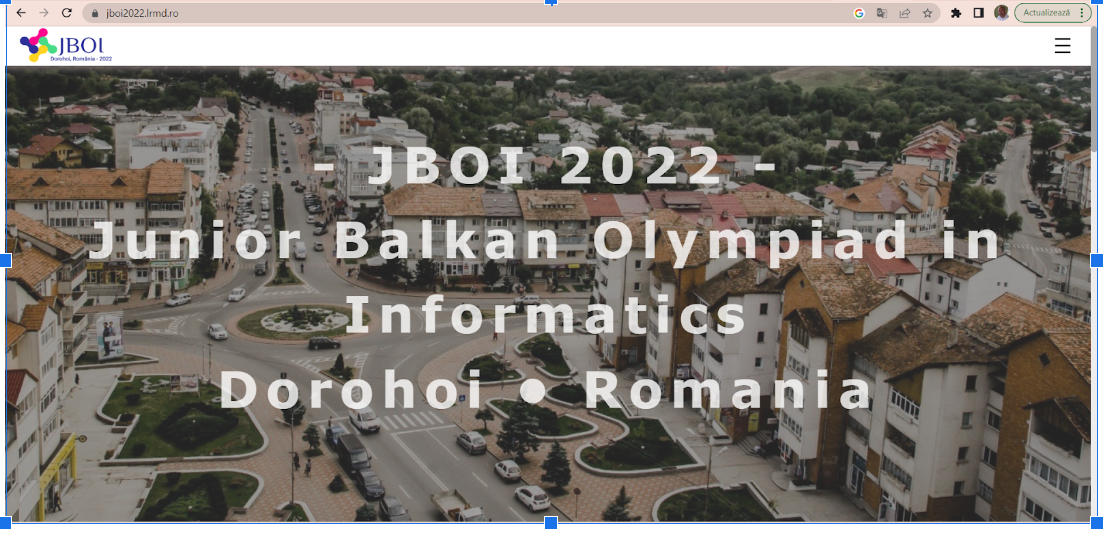 jboi2022.lrmd.ro
Actualizează
JBOI
Dorohoi, România - 2022
- JBOI 2022 -
Junior Balkan Olympiad in
Informatics
Dorohoi ● Romania